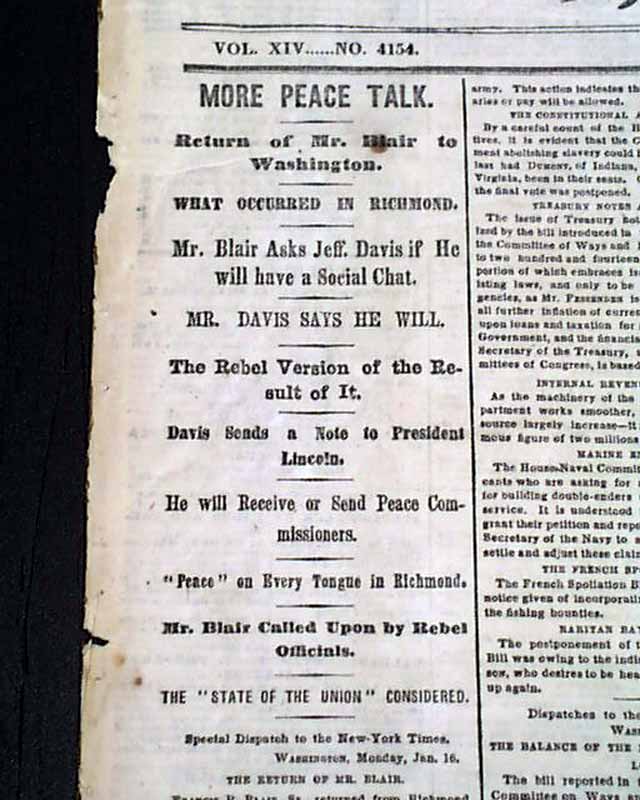 VOL. XIV......NO. 4154.
MORE PEACE TALK.
Return of Mr. Blair to
Washington.
WHAT OCCURRED IN RICHMOND.
Mr. Blair Asks Jeff. Davis if He
will have a Social Chat.
MR. DAVIS SAYS HE WILL.
The Rebel Version of the Re-
sult of It.
Davis Sends a Note to President
Lincoln.
He will Receive or Send Peace Com-
missioners.
"Peace" on Every Tongue in Richmond.
Mr. Blair Called Upon by Rebel
Officials.
THE "STATE OF THE UNION" CONSIDERED.
Special Dispatch to the New-York Times.
WASHINGTON, Monday, Jan. 16.
THE RETURN OF MR. BLAIR.
FRANCIS P. BLAIR, Sr., returned from Richmond
army. This action indicates
aries or pay will be allowed.
THE CONSTITUTIONAL
By a careful count of the
tives, it is evident that the
ment abolishing slavery could
last had DUMONT, of Indiana,
Virginia, been in their seats.
the final vote was postponed.
TREASURY NOTES
The issue of Treasury
ized by the bill introduced in
the Committee of Ways and
to two hundred and fourteen
portion of which embraces
isting laws, and only to be
gencies, as Mr. FESSENDEN
all further inflation of
upon loans and taxation for
Government, and the
Secretary of the Treasury,
mittees of Congress, is based
INTERNAL
As the machinery of the
partment works smoother,
source largely increase—it
mous figure of two millions
MARINE
The House Naval
cants who are asking for
for building double-enders
service. It is understood
grant their petition and
Secretary of the Navy to
settle and adjust these
THE FRENCH
The French Spoliation
notice given of
the fishing bounties.
RARITAN
The postponement of
Bill was owing to the
son, who desires to be
up again.
Dispatches to the
THE BALANCE OF THE
The bill reported in
Committee on Ways